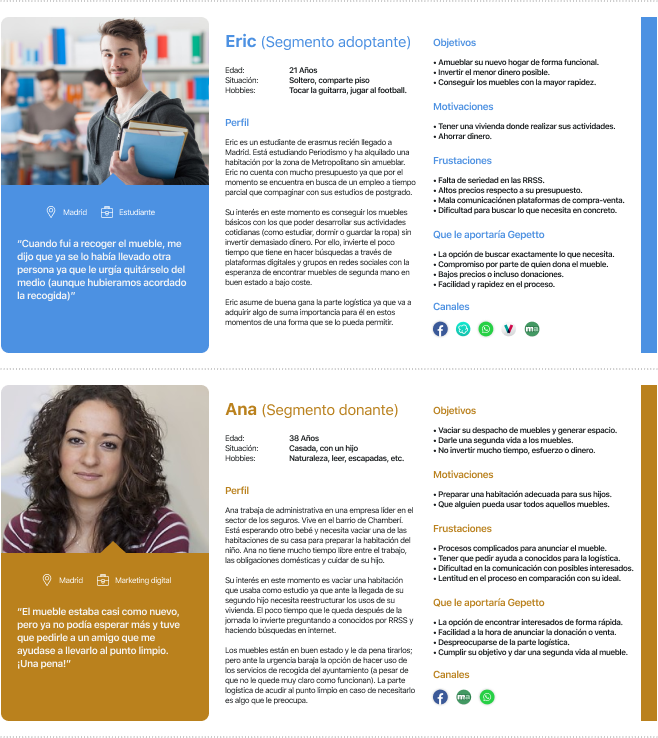 Madrid
Estudiante
“Cuando fui a recoger el mueble, me
dijo que ya se lo había llevado otra
persona ya que le urgía quitárselo del
medio (aunque hubieramos acordado
la recogida)”
Eric (Segmento adoptante)
Edad: 21 Años
Situación: Soltero, comparte piso
Hobbies: Tocar la guitarra, jugar al football.
Perfil
Eric es un estudiante de erasmus recién llegado a
Madrid. Está estudiando Periodismo y ha alquilado una
habitación por la zona de Metropolitano sin amueblar.
Eric no cuenta con mucho presupuesto ya que por el
momento se encuentra en busca de un empleo a tiempo
parcial que compaginar con sus estudios de postgrado.
Su interés en este momento es conseguir los muebles
básicos con los que poder desarrollar sus actividades
cotidianas (como estudiar, dormir o guardar la ropa) sin
invertir demasiado dinero. Por ello, invierte el poco
tiempo que tiene en hacer búsquedas a través de
plataformas digitales y grupos en redes sociales con la
esperanza de encontrar muebles de segunda mano en
buen estado a bajo coste.
Eric asume de buena gana la parte logística ya que va a
adquirir algo de suma importancia para él en estos
momentos de una forma que se lo pueda permitir.
Objetivos
• Amueblar su nuevo hogar de forma funcional.
• Invertir el menor dinero posible.
• Conseguir los muebles con la mayor rapidez.
Motivaciones
• Tener una vivienda donde realizar sus actividades.
• Ahorrar dinero.
Frustaciones
• Falta de seriedad en las RRSS.
• Altos precios respecto a su presupuesto.
• Mala comunicaciónen plataformas de compra-venta.
• Dificultad para buscar lo que necesita en concreto.
Que le aportaría Gepetto
• La opción de buscar exactamente lo que necesita.
• Compromiso por parte de quien dona el mueble.
• Bajos precios o incluso donaciones.
• Facilidad y rapidez en el proceso.
Canales
ma
Madrid
Marketing digital
“El mueble estaba casi como nuevo,
pero ya no podía esperar más y tuve
que pedirle a un amigo que me
ayudase a llevarlo al punto limpio.
¡Una pena!”
Ana (Segmento donante)
Edad: 38 Años
Situación: Casada, con un hijo
Hobbies: Naturaleza, leer, escapadas, etc.
Perfil
Ana trabaja de administrativa en una empresa líder en el
sector de los seguros. Vive en el barrio de Chamberí.
Está esperando otro bebé y necesita vaciar una de las
habitaciones de su casa para preparar la habitación del
niño. Ana no tiene mucho tiempo libre entre el trabajo,
las obligaciones domésticas y cuidar de su hijo.
Su interés en este momento es vaciar una habitación
que usaba como estudio ya que ante la llegada de su
segundo hijo necesita reestructurar los usos de su
vivienda. El poco tiempo que le queda después de la
jornada lo invierte preguntando a conocidos por RRSS y
haciendo búsquedas en internet.
Los muebles están en buen estado y le da pena tirarlos;
pero ante la urgencia baraja la opción de hacer uso de
los servicios de recogida del ayuntamiento (a pesar de
que no le quede muy claro como funcionan). La parte
logística de acudir al punto limpio en caso de necesitarlo
es algo que le preocupa.
Objetivos
• Vaciar su despacho de muebles y generar espacio.
• Darle una segunda vida a los muebles.
• No invertir mucho tiempo, esfuerzo o dinero.
Motivaciones
• Preparar una habitación adecuada para sus hijos.
• Que alguien pueda usar todos aquellos muebles.
Frustaciones
• Procesos complicados para anunciar el mueble.
• Tener que pedir ayuda a conocidos para la logística.
• Dificultad en la comunicación con posibles interesados.
• Lentitud en el proceso en comparación con su ideal.
Que le aportaría Gepetto
• La opción de encontrar interesados de forma rápida.
• Facilidad a la hora de anunciar la donación o venta.
• Despreocuparse de la parte logística.
• Cumplir su objetivo y dar una segunda vida al mueble.
Canales
ma